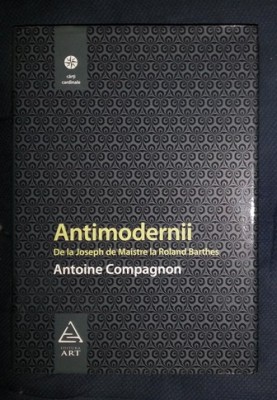 cărți
cardinale
Antimodernii
De la Joseph de Maistre la Roland Barthes
Antoine Compagnon
EDITURA
ART